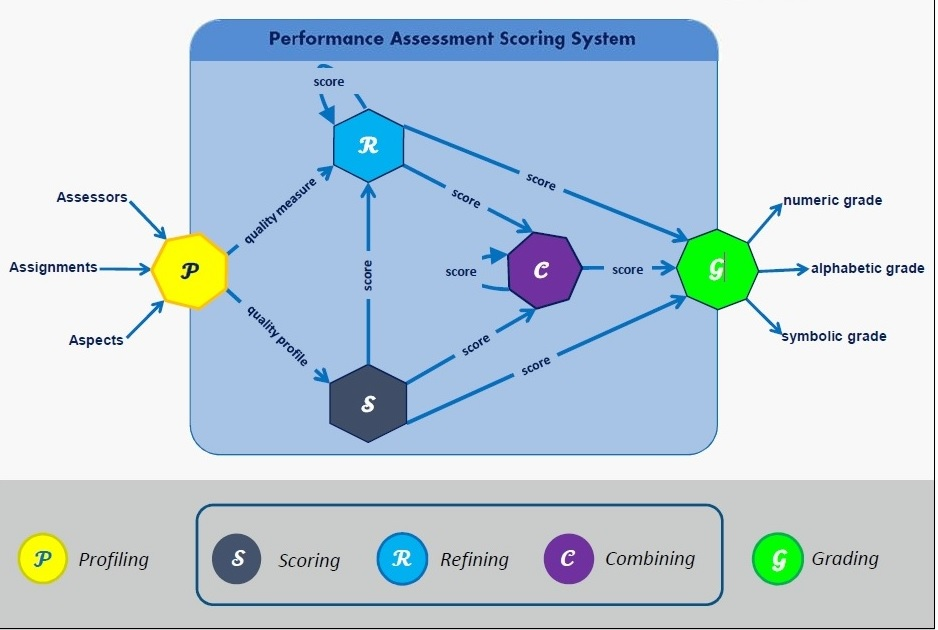 Performance Assessment Scoring System
score
R
score
score
Assessors
quality measure
Assignments
P
score
score
C
score
G
numeric grade
alphabetic grade
symbolic grade
Aspects
quality profile
score
score
S
P Profiling
S Scoring
R Refining
C Combining
G Grading